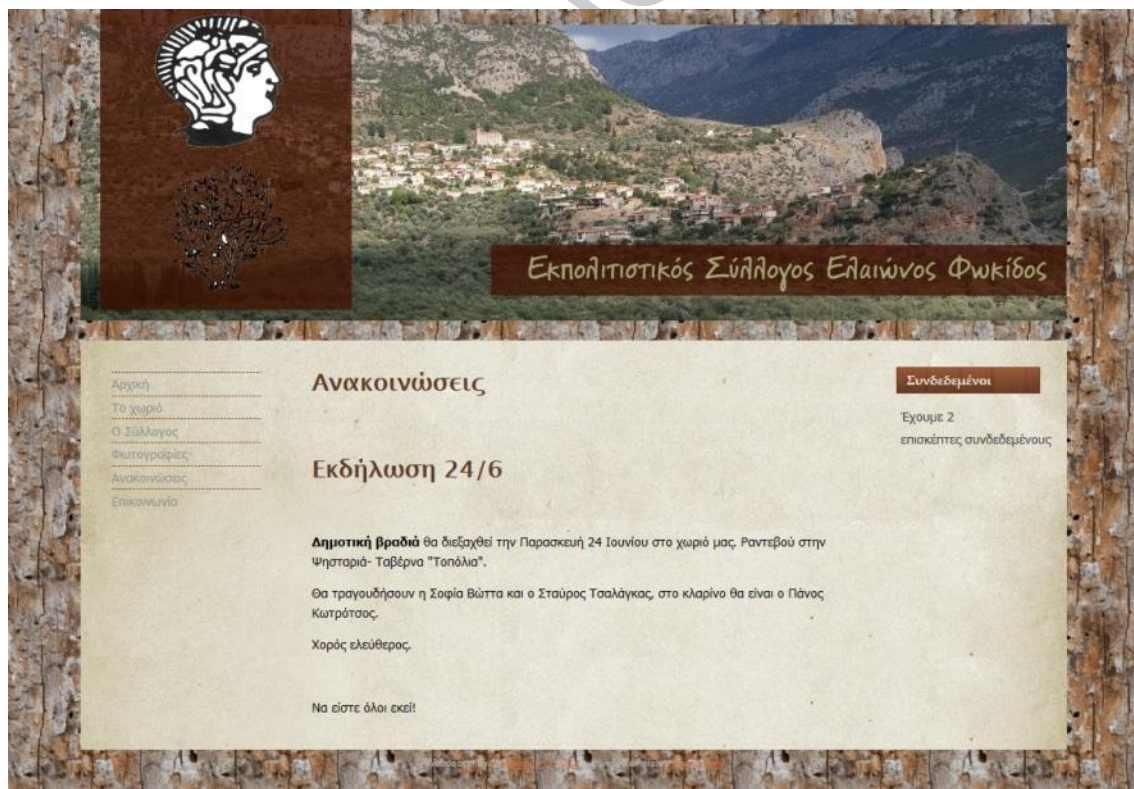 Εκπολιτιστικός Σύλλογος Ελαιώνος Φωκίδος
Αρχική
Το χωριό
Ο Σύλλογος
Φωτογραφίες
Ανακοινώσεις
Επικοινωνία
Ανακοινώσεις
Εκδήλωση 24/6
Δημοτική βραδιά θα διεξαχθεί την Παρασκευή 24 Ιουνίου στο χωριό μας. Ραντεβού στην
Ψησταριά- Ταβέρνα "Τοπόλια".
Θα τραγουδήσουν η Σοφία Βώττα και ο Σταύρος Τσαλάγκας, στο κλαρίνο θα είναι ο Πάνος
Κωτρότσος.
Χορός ελεύθερος.
Να είστε όλοι εκεί!
Συνδεδεμένοι
Έχουμε 2
επισκέπτες συνδεδεμένους